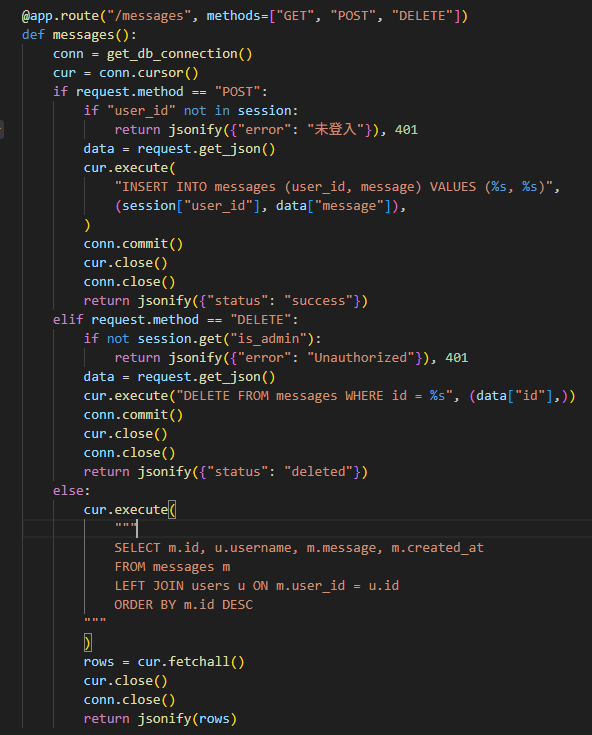 @app.route("/messages", methods=["GET", "POST", "DELETE"])
def messages():
    conn = get_db_connection()
    cur = conn.cursor()
    if request.method == "POST":
        if "user_id" not in session:
            return jsonify({"error": "未登入"}), 401
        data = request.get_json()
        cur.execute(
            "INSERT INTO messages (user_id, message) VALUES (%s, %s)",
            (session["user_id"], data["message"]),
        )
        conn.commit()
        cur.close()
        conn.close()
        return jsonify({"status": "success"})
    elif request.method == "DELETE":
        if not session.get("is_admin"):
            return jsonify({"error": "Unauthorized"}), 401
        data = request.get_json()
        cur.execute("DELETE FROM messages WHERE id = %s", (data["id"],))
        conn.commit()
        cur.close()
        conn.close()
        return jsonify({"status": "deleted"})
    else:
        cur.execute(
            """
            SELECT m.id, u.username, m.message, m.created_at
            FROM messages m
            LEFT JOIN users u ON m.user_id = u.id
            ORDER BY m.id DESC
        """
        )
        rows = cur.fetchall()
        cur.close()
        conn.close()
        return jsonify(rows)